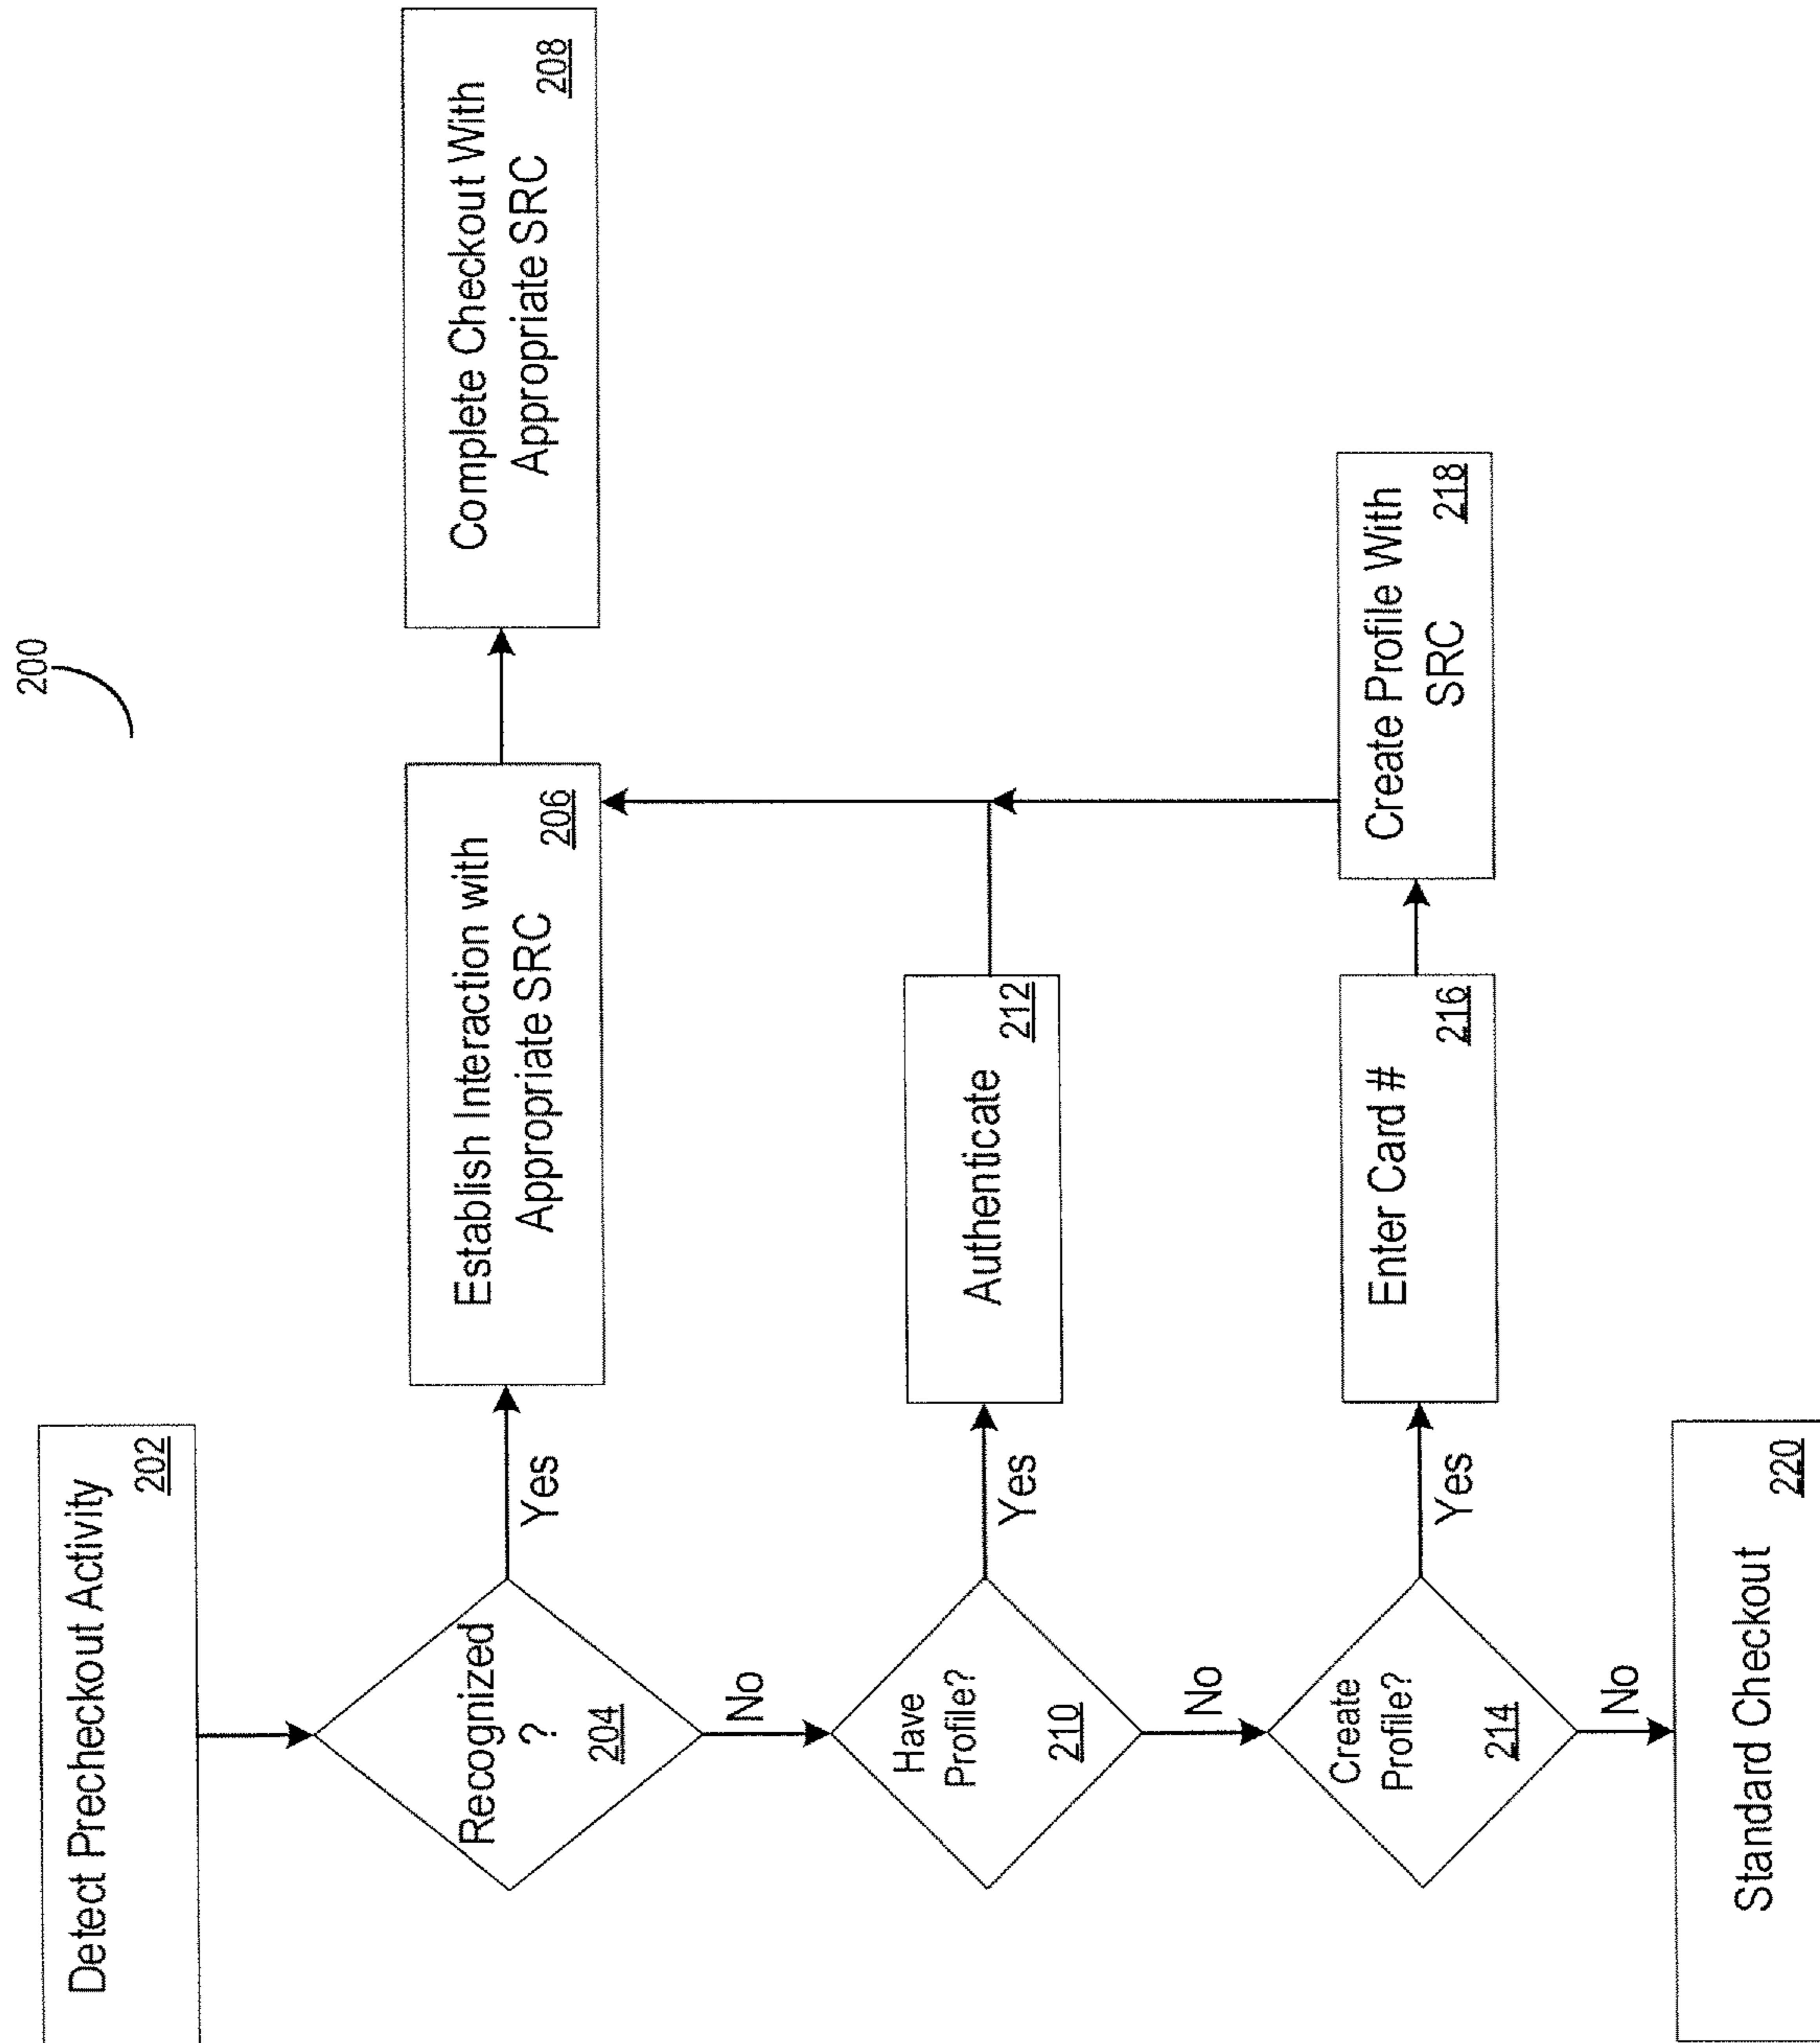 200
Detect Precheckout Activity
202
Recognized
?
204
Yes
Establish Interaction with
Appropriate SRC
206
Complete Checkout With
Appropriate SRC
208
No
Have
Profile?
210
Yes
Authenticate
212
No
Create
Profile?
214
Yes
Enter Card #
216
Create Profile With
SRC
218
No
Standard Checkout
220